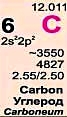 12.011
6 C
2s²2p²
~3550
4827
2.55/2.50
Carbon
Углерод
Carboneum